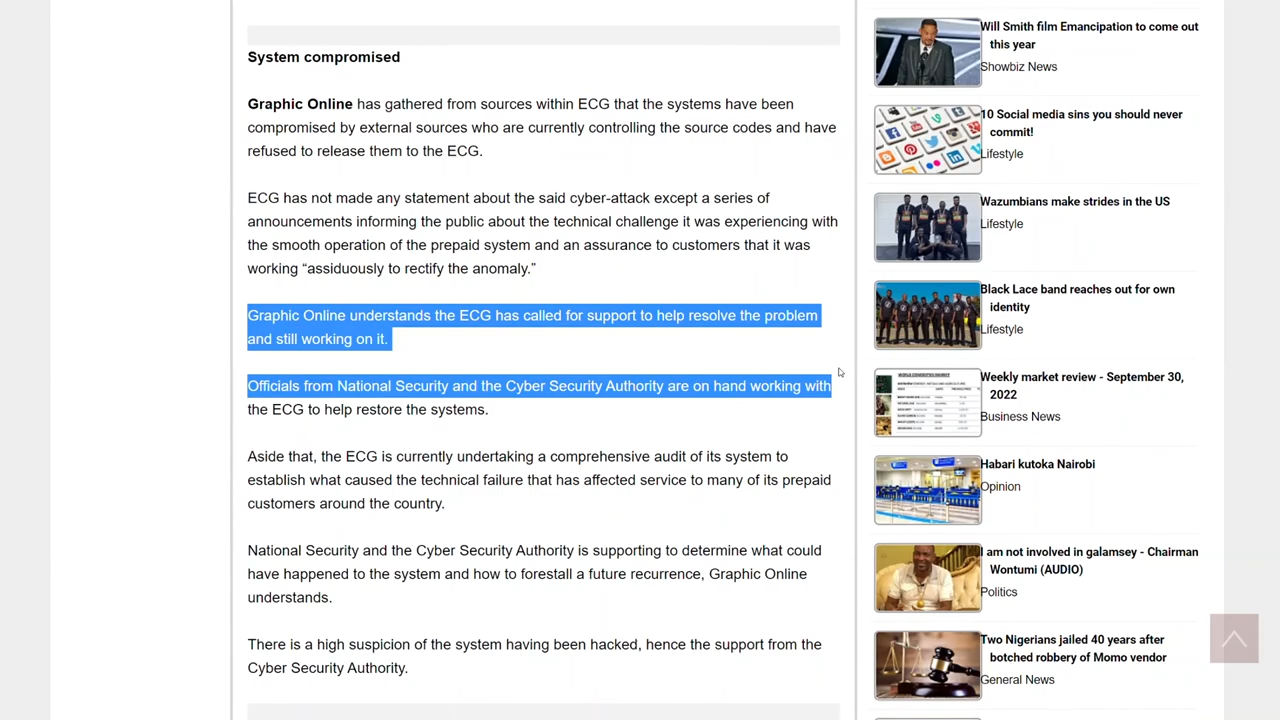 System compromised
Graphic Online has gathered from sources within ECG that the systems have been
compromised by external sources who are currently controlling the source codes and have
refused to release them to the ECG.
ECG has not made any statement about the said cyber-attack except a series of
announcements informing the public about the technical challenge it was experiencing with
the smooth operation of the prepaid system and an assurance to customers that it was
working “assiduously to rectify the anomaly.”
Graphic Online understands the ECG has called for support to help resolve the problem
and still working on it.
Officials from National Security and the Cyber Security Authority are on hand working with
the ECG to help restore the systems.
Aside that, the ECG is currently undertaking a comprehensive audit of its system to
establish what caused the technical failure that has affected service to many of its prepaid
customers around the country.
National Security and the Cyber Security Authority is supporting to determine what could
have happened to the system and how to forestall a future recurrence, Graphic Online
understands.
There is a high suspicion of the system having been hacked, hence the support from the
Cyber Security Authority.
Will Smith film Emancipation to come out
this year
Showbiz News
10 Social media sins you should never
commit!
Lifestyle
Wazumbians make strides in the US
Lifestyle
Black Lace band reaches out for own
identity
Lifestyle
Weekly market review - September 30,
2022
Business News
Habari kutoka Nairobi
Opinion
I am not involved in galamsey - Chairman
Wontumi (AUDIO)
Politics
Two Nigerians jailed 40 years after
botched robbery of Momo vendor
General News